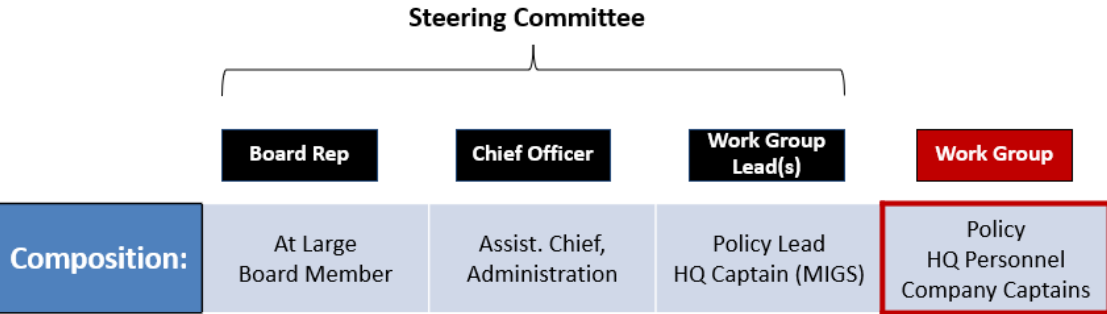 Steering Committee
Board Rep
Chief Officer
Work Group
Lead(s)
Work Group
Composition:
At Large
Board Member
Assist. Chief,
Administration
Policy Lead
HQ Captain (MIGS)
Policy
HQ Personnel
Company Captains